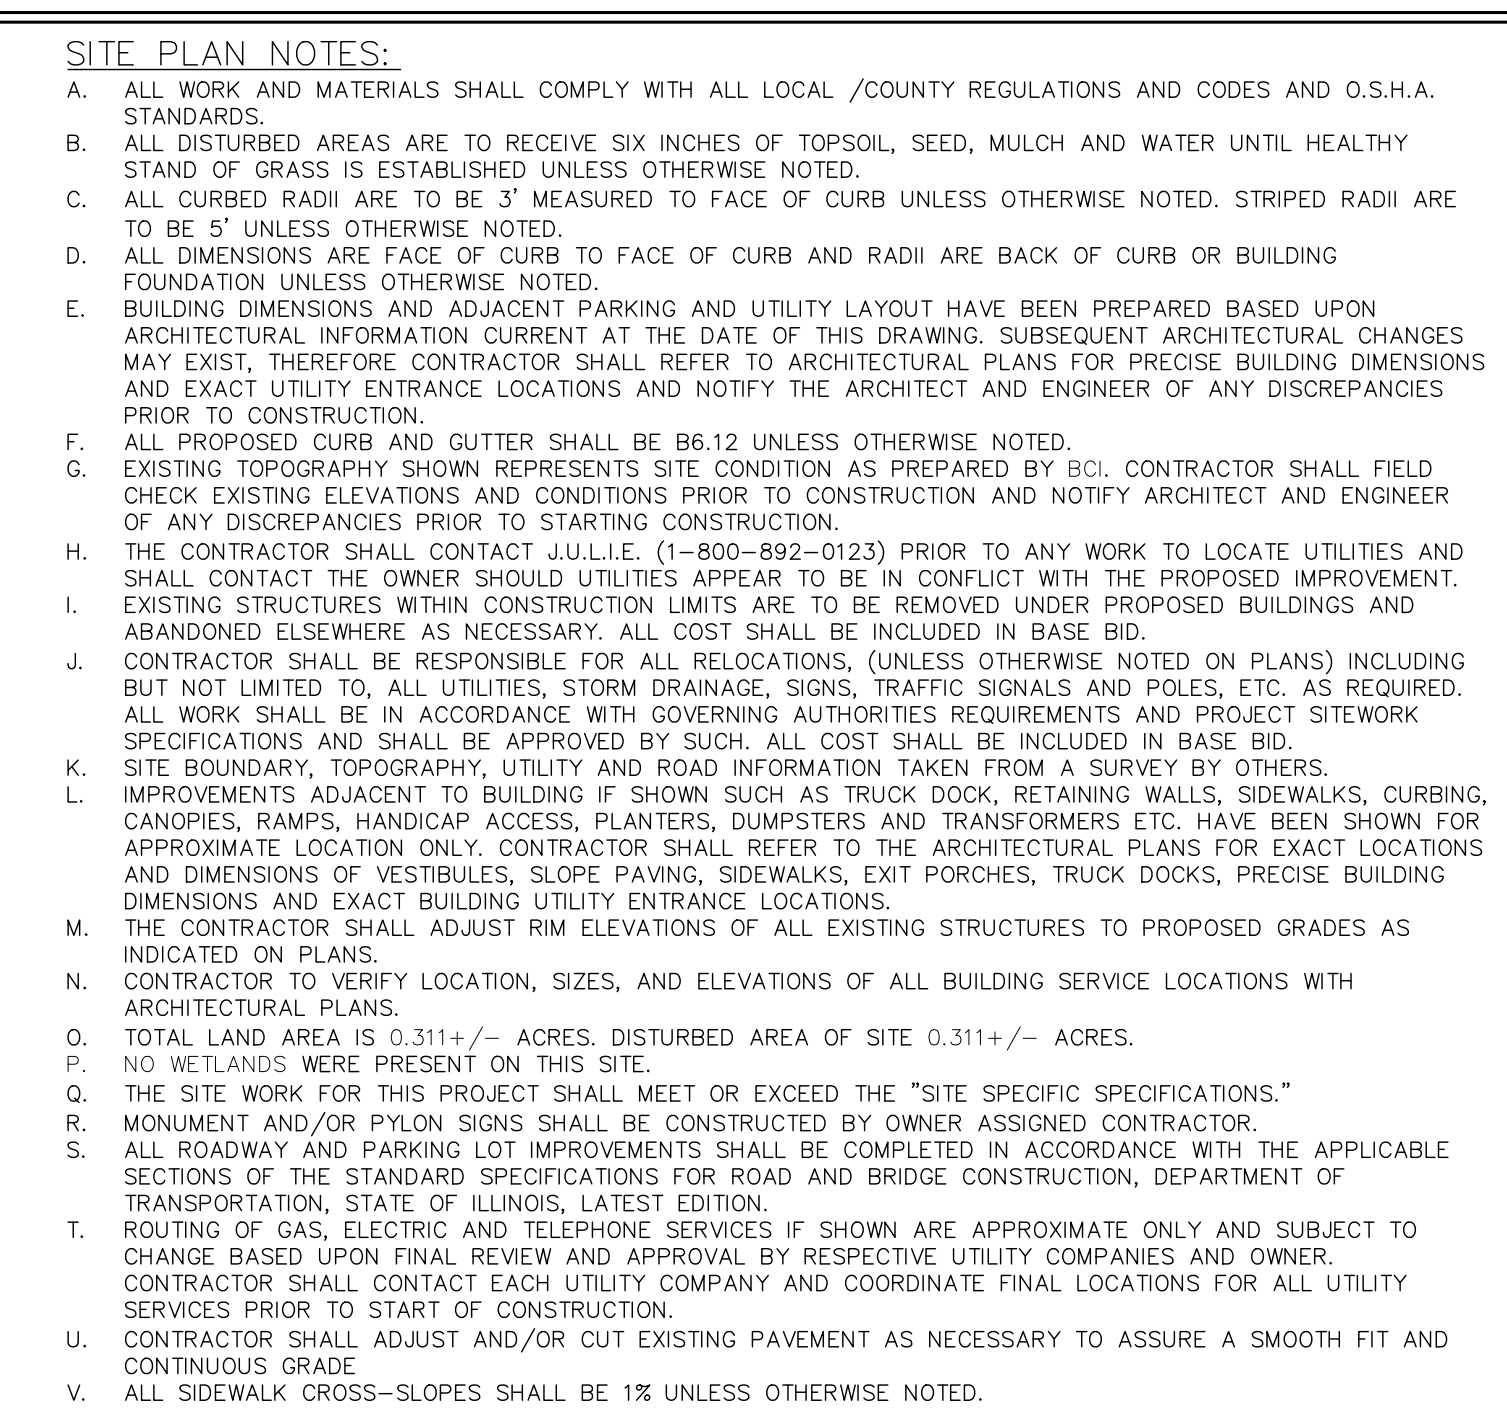 SITE PLAN NOTES:
A. ALL WORK AND MATERIALS SHALL COMPLY WITH ALL LOCAL /COUNTY REGULATIONS AND CODES AND O.S.H.A.
STANDARDS.
B. ALL DISTURBED AREAS ARE TO RECEIVE SIX INCHES OF TOPSOIL, SEED, MULCH AND WATER UNTIL HEALTHY
STAND OF GRASS IS ESTABLISHED UNLESS OTHERWISE NOTED.
C. ALL CURBED RADII ARE TO BE 3' MEASURED TO FACE OF CURB UNLESS OTHERWISE NOTED. STRIPED RADII ARE
TO BE 5' UNLESS OTHERWISE NOTED.
D. ALL DIMENSIONS ARE FACE OF CURB TO FACE OF CURB AND RADII ARE BACK OF CURB OR BUILDING
FOUNDATION UNLESS OTHERWISE NOTED.
E. BUILDING DIMENSIONS AND ADJACENT PARKING AND UTILITY LAYOUT HAVE BEEN PREPARED BASED UPON
ARCHITECTURAL INFORMATION CURRENT AT THE DATE OF THIS DRAWING. SUBSEQUENT ARCHITECTURAL CHANGES
MAY EXIST, THEREFORE CONTRACTOR SHALL REFER TO ARCHITECTURAL PLANS FOR PRECISE BUILDING DIMENSIONS
AND EXACT UTILITY ENTRANCE LOCATIONS AND NOTIFY THE ARCHITECT AND ENGINEER OF ANY DISCREPANCIES
PRIOR TO CONSTRUCTION.
F. ALL PROPOSED CURB AND GUTTER SHALL BE B6.12 UNLESS OTHERWISE NOTED.
G. EXISTING TOPOGRAPHY SHOWN REPRESENTS SITE CONDITION AS PREPARED BY BCI. CONTRACTOR SHALL FIELD
CHECK EXISTING ELEVATIONS AND CONDITIONS PRIOR TO CONSTRUCTION AND NOTIFY ARCHITECT AND ENGINEER
OF ANY DISCREPANCIES PRIOR TO STARTING CONSTRUCTION.
H. THE CONTRACTOR SHALL CONTACT J.U.L.I.E. (1-800-892-0123) PRIOR TO ANY WORK TO LOCATE UTILITIES AND
SHALL CONTACT THE OWNER SHOULD UTILITIES APPEAR TO BE IN CONFLICT WITH THE PROPOSED IMPROVEMENT.
I. EXISTING STRUCTURES WITHIN CONSTRUCTION LIMITS ARE TO BE REMOVED UNDER PROPOSED BUILDINGS AND
ABANDONED ELSEWHERE AS NECESSARY. ALL COST SHALL BE INCLUDED IN BASE BID.
J. CONTRACTOR SHALL BE RESPONSIBLE FOR ALL RELOCATIONS, (UNLESS OTHERWISE NOTED ON PLANS) INCLUDING
BUT NOT LIMITED TO, ALL UTILITIES, STORM DRAINAGE, SIGNS, TRAFFIC SIGNALS AND POLES, ETC. AS REQUIRED.
ALL WORK SHALL BE IN ACCORDANCE WITH GOVERNING AUTHORITIES REQUIREMENTS AND PROJECT SITEWORK
SPECIFICATIONS AND SHALL BE APPROVED BY SUCH. ALL COST SHALL BE INCLUDED IN BASE BID.
K. SITE BOUNDARY, TOPOGRAPHY, UTILITY AND ROAD INFORMATION TAKEN FROM A SURVEY BY OTHERS.
L. IMPROVEMENTS ADJACENT TO BUILDING IF SHOWN SUCH AS TRUCK DOCK, RETAINING WALLS, SIDEWALKS, CURBING,
CANOPIES, RAMPS, HANDICAP ACCESS, PLANTERS, DUMPSTERS AND TRANSFORMERS ETC. HAVE BEEN SHOWN FOR
APPROXIMATE LOCATION ONLY. CONTRACTOR SHALL REFER TO THE ARCHITECTURAL PLANS FOR EXACT LOCATIONS
AND DIMENSIONS OF VESTIBULES, SLOPE PAVING, SIDEWALKS, EXIT PORCHES, TRUCK DOCKS, PRECISE BUILDING
DIMENSIONS AND EXACT BUILDING UTILITY ENTRANCE LOCATIONS.
M. THE CONTRACTOR SHALL ADJUST RIM ELEVATIONS OF ALL EXISTING STRUCTURES TO PROPOSED GRADES AS
INDICATED ON PLANS.
N. CONTRACTOR TO VERIFY LOCATION, SIZES, AND ELEVATIONS OF ALL BUILDING SERVICE LOCATIONS WITH
ARCHITECTURAL PLANS.
O. TOTAL LAND AREA IS 0.311+/- ACRES. DISTURBED AREA OF SITE 0.311+/- ACRES.
P. NO WETLANDS WERE PRESENT ON THIS SITE.
Q. THE SITE WORK FOR THIS PROJECT SHALL MEET OR EXCEED THE "SITE SPECIFIC SPECIFICATIONS."
R. MONUMENT AND/OR PYLON SIGNS SHALL BE CONSTRUCTED BY OWNER ASSIGNED CONTRACTOR.
S. ALL ROADWAY AND PARKING LOT IMPROVEMENTS SHALL BE COMPLETED IN ACCORDANCE WITH THE APPLICABLE
SECTIONS OF THE STANDARD SPECIFICATIONS FOR ROAD AND BRIDGE CONSTRUCTION, DEPARTMENT OF
TRANSPORTATION, STATE OF ILLINOIS, LATEST EDITION.
T. ROUTING OF GAS, ELECTRIC AND TELEPHONE SERVICES IF SHOWN ARE APPROXIMATE ONLY AND SUBJECT TO
CHANGE BASED UPON FINAL REVIEW AND APPROVAL BY RESPECTIVE UTILITY COMPANIES AND OWNER.
CONTRACTOR SHALL CONTACT EACH UTILITY COMPANY AND COORDINATE FINAL LOCATIONS FOR ALL UTILITY
SERVICES PRIOR TO START OF CONSTRUCTION.
U. CONTRACTOR SHALL ADJUST AND/OR CUT EXISTING PAVEMENT AS NECESSARY TO ASSURE A SMOOTH FIT AND
CONTINUOUS GRADE
V. ALL SIDEWALK CROSS-SLOPES SHALL BE 1% UNLESS OTHERWISE NOTED.